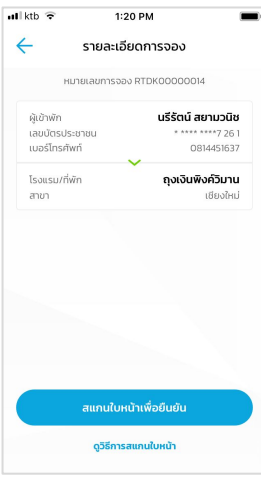 ktb 1:20 PM
รายละเอียดการจอง
หมายเลขการจอง RTDK00000014
ผู้เข้าพัก นรีรัตน์ สยามวนิช
เลขบัตรประชาชน * **** ****7 26 1
เบอร์โทรศัพท์ 0814451637
โรงแรม/ที่พัก ถุงเงินพิงค์วิมาน
สาขา เชียงใหม่
สแกนใบหน้าเพื่อยืนยัน
ดูวิธีการสแกนใบหน้า